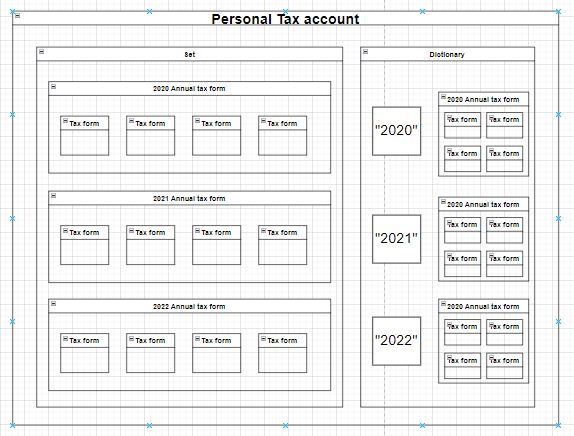 Personal Tax account
Set
2020 Annual tax form
Tax form Tax form Tax form Tax form
2021 Annual tax form
Tax form Tax form Tax form Tax form
2022 Annual tax form
Tax form Tax form Tax form Tax form
Dictionary
"2020"
2020 Annual tax form
Tax form Tax form
Tax form Tax form
"2021"
2020 Annual tax form
Tax form Tax form
Tax form Tax form
"2022"
2020 Annual tax form
Tax form Tax form
Tax form Tax form